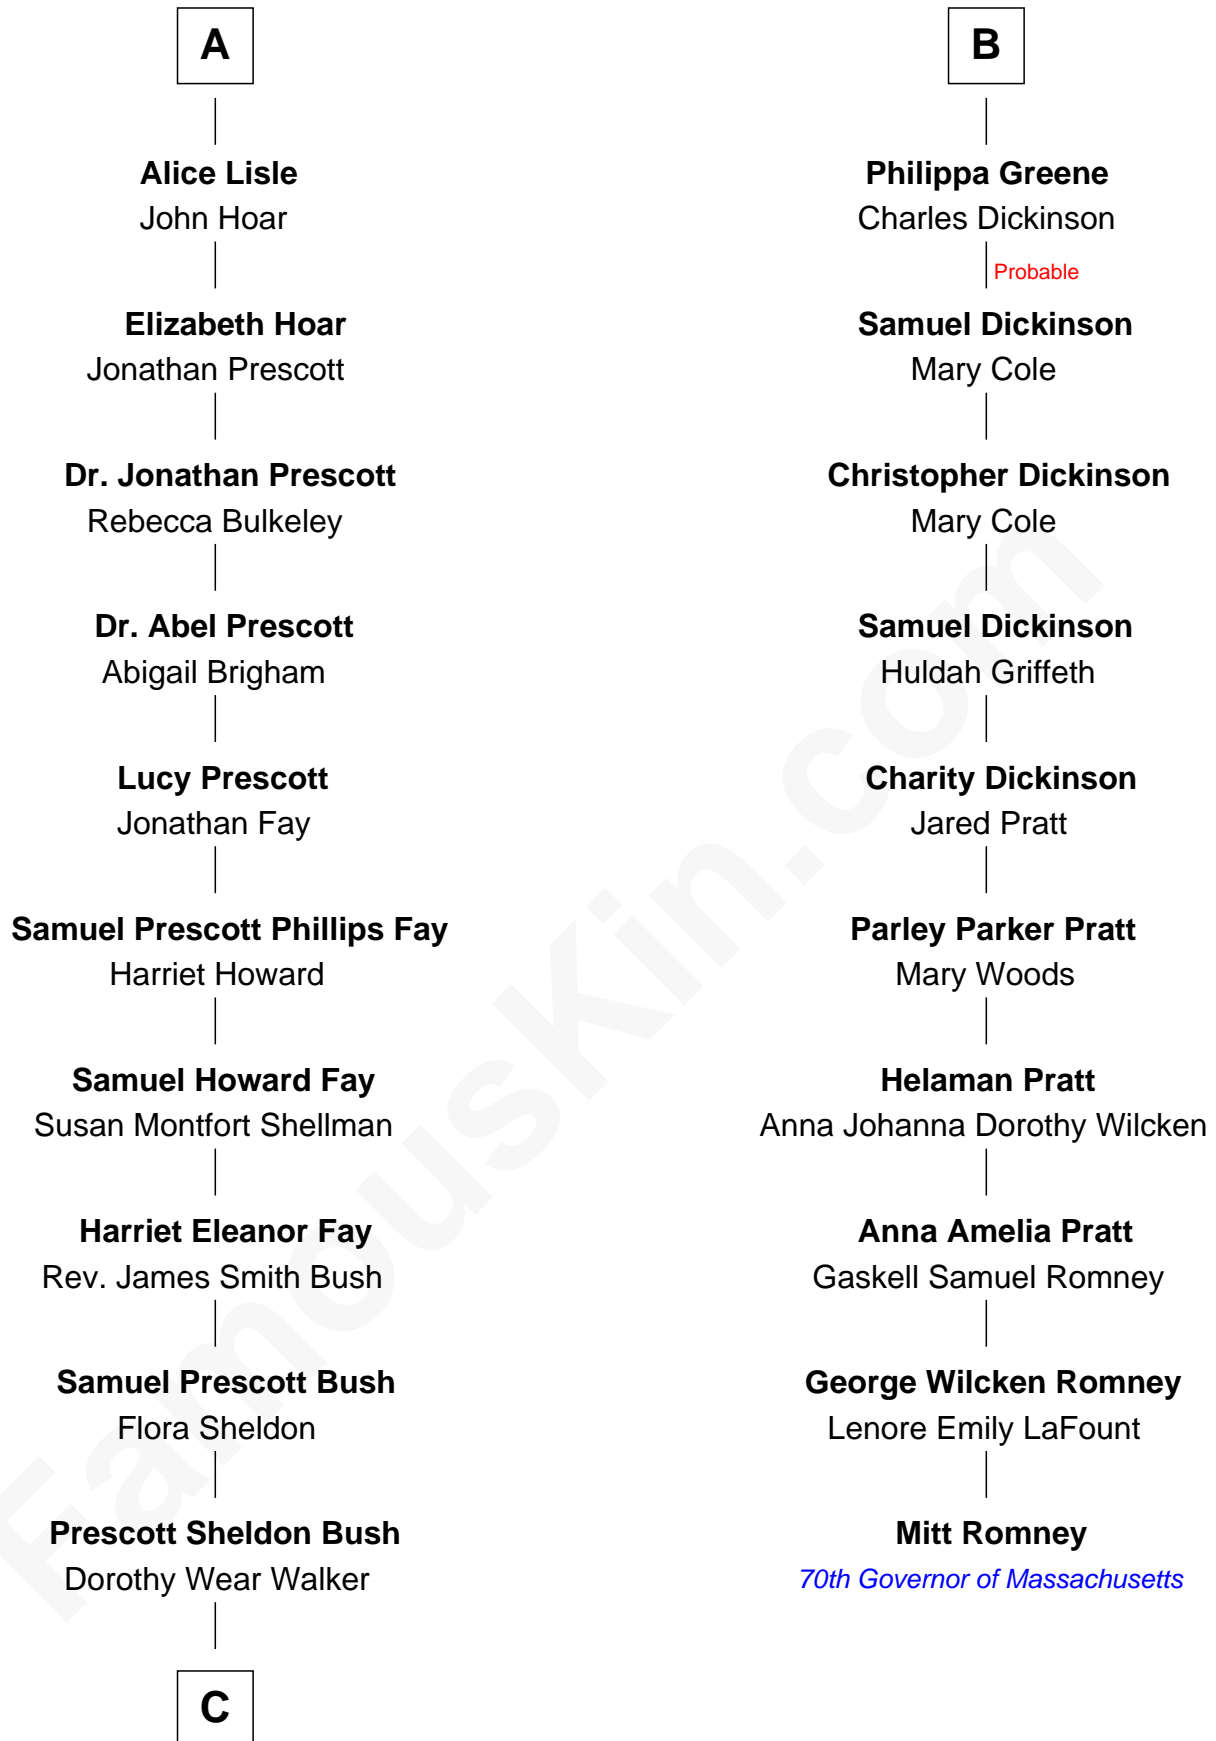 A
Alice Lisle
John Hoar
Elizabeth Hoar
Jonathan Prescott
Dr. Jonathan Prescott
Rebecca Bulkeley
Dr. Abel Prescott
Abigail Brigham
Lucy Prescott
Jonathan Fay
Samuel Prescott Phillips Fay
Harriet Howard
Samuel Howard Fay
Susan Montfort Shellman
Harriet Eleanor Fay
Rev. James Smith Bush
Samuel Prescott Bush
Flora Sheldon
Prescott Sheldon Bush
Dorothy Wear Walker
C
B
Philippa Greene
Charles Dickinson
Probable
Samuel Dickinson
Mary Cole
Christopher Dickinson
Mary Cole
Samuel Dickinson
Huldah Griffeth
Charity Dickinson
Jared Pratt
Parley Parker Pratt
Mary Woods
Helaman Pratt
Anna Johanna Dorothy Wilcken
Anna Amelia Pratt
Gaskell Samuel Romney
George Wilcken Romney
Lenore Emily LaFount
Mitt Romney
70th Governor of Massachusetts
FamousKin.com